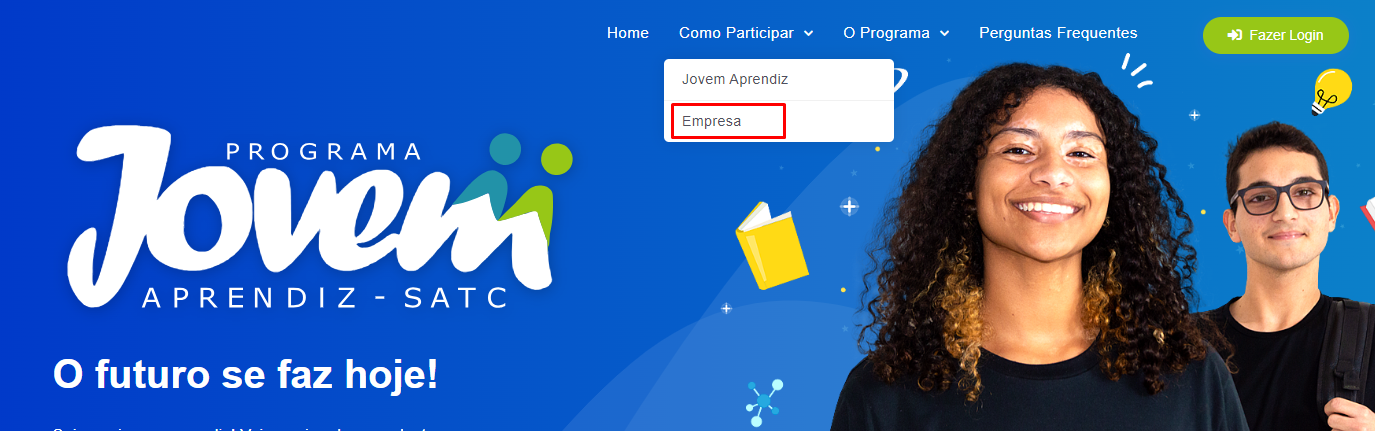 Home
Como Participar
O Programa
Perguntas Frequentes
Fazer Login
Jovem Aprendiz
Empresa
PROGRAMA
Jovem
APRENDIZ - SATC
O futuro se faz hoje!